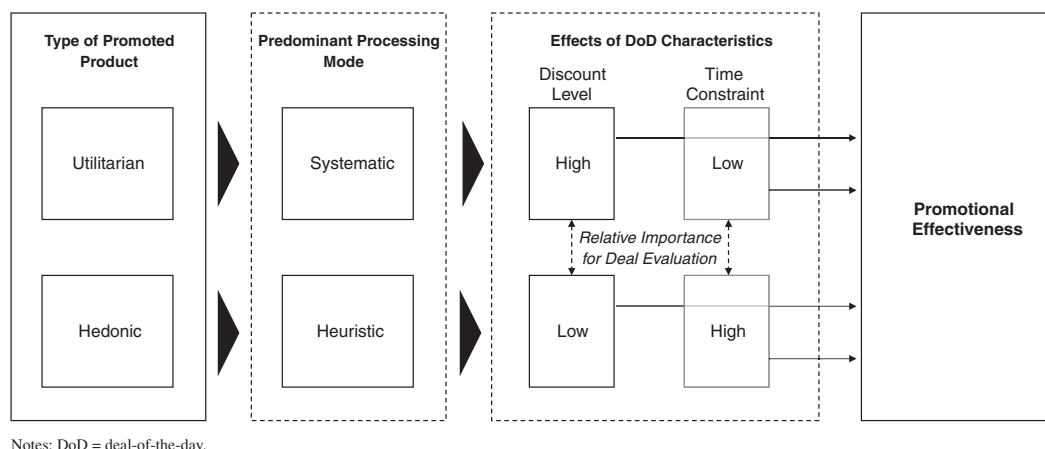 Type of Promoted
Product
Predominant Processing
Mode
Effects of DoD Characteristics
Discount
Level
Time
Constraint
Utilitarian
Systematic
High
Low
Promotional
Effectiveness
Relative Importance
for Deal Evaluation
Hedonic
Heuristic
Low
High
Notes: DoD = deal-of-the-day.